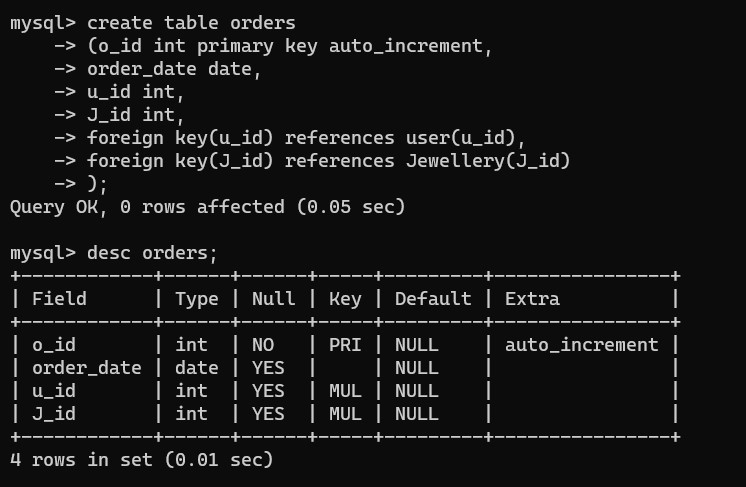 mysql> create table orders
    -> (o_id int primary key auto_increment,
    -> order_date date,
    -> u_id int,
    -> J_id int,
    -> foreign key(u_id) references user(u_id),
    -> foreign key(J_id) references Jewellery(J_id)
    -> );
Query OK, 0 rows affected (0.05 sec)

mysql> desc orders;
+------------+------+------+-----+---------+----------------+
| Field      | Type | Null | Key | Default | Extra          |
+------------+------+------+-----+---------+----------------+
| o_id       | int  | NO   | PRI | NULL    | auto_increment |
| order_date | date | YES  |     | NULL    |                |
| u_id       | int  | YES  | MUL | NULL    |                |
| J_id       | int  | YES  | MUL | NULL    |                |
+------------+------+------+-----+---------+----------------+
4 rows in set (0.01 sec)